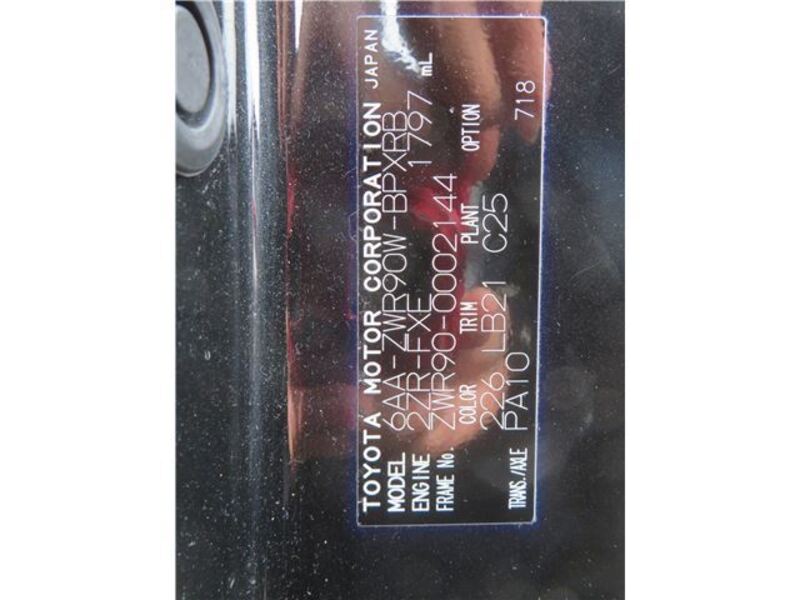 TOYOTA MOTOR CORPORATION JAPAN
MODEL 6AA-ZWR90W-BPXRB
ENGINE 2ZR-FXE 1797 mL
FRAME No. ZWR90-0002144
COLOR TRIM PLANT OPTION
226 LB21 C25
TRANS./AXLE PA10 718